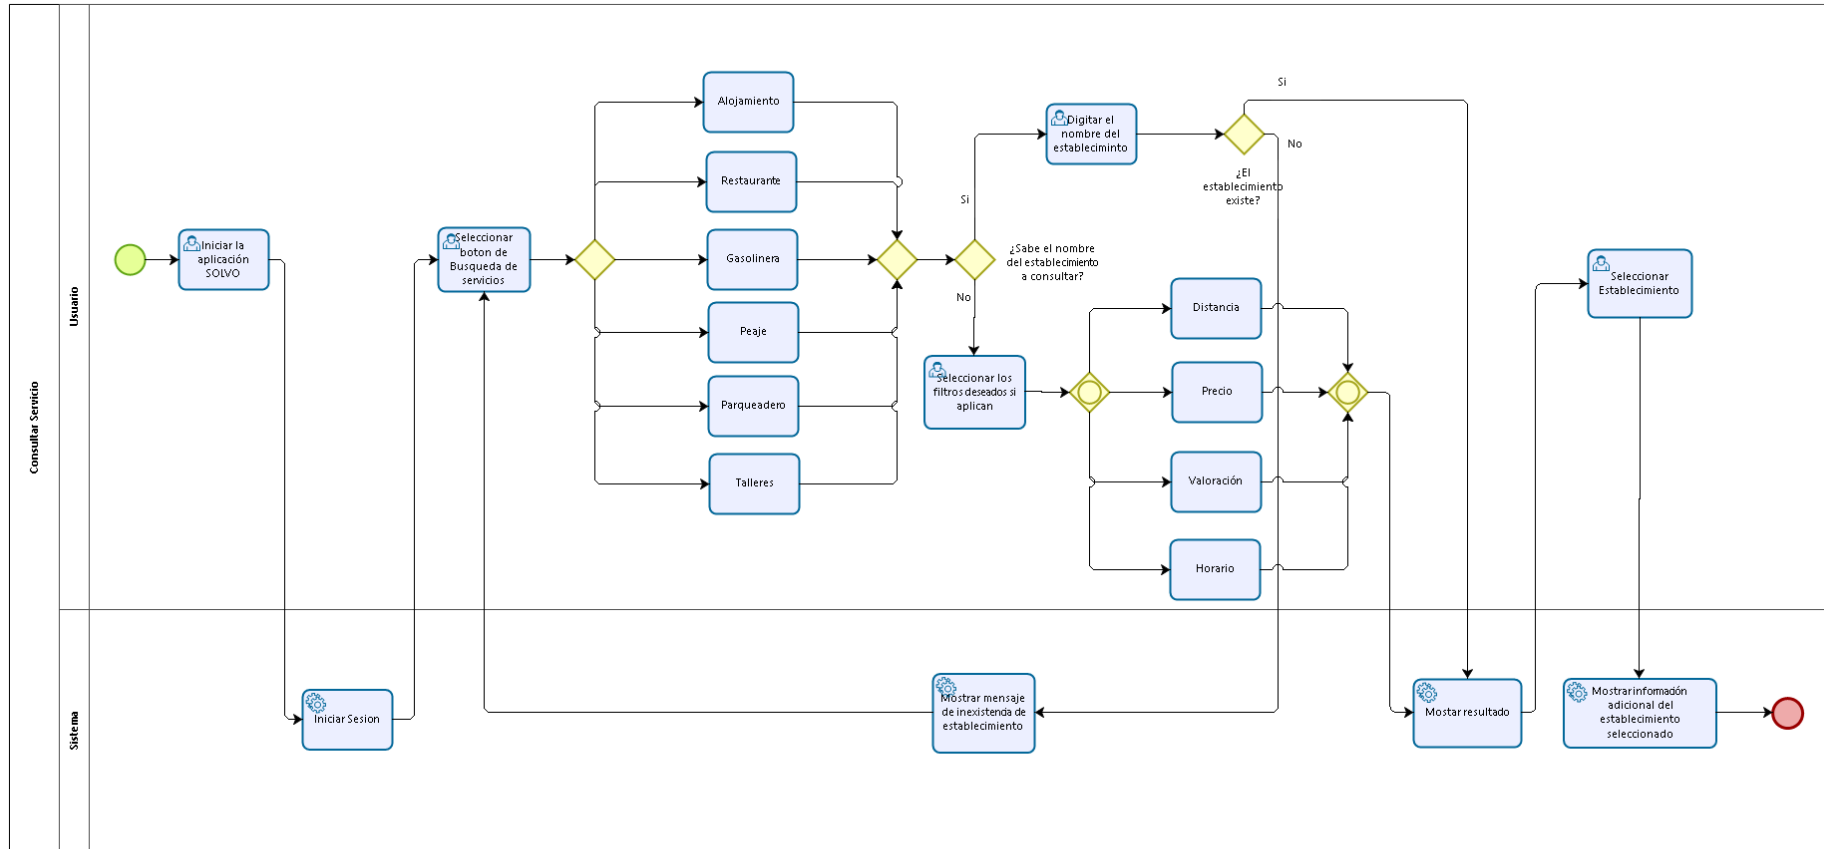 Consultar Servicio
Usuario
Sistema
Iniciar la
aplicación
SOLVO
Iniciar Sesion
Seleccionar
boton de
Busqueda de
servicios
Alojamiento
Restaurante
Gasolinera
Peaje
Parqueadero
Talleres
¿Sabe el nombre
del establecimiento
a consultar?
Si
No
Digitar el
nombre del
estableciminto
¿El
establecimiento
existe?
Si
No
Seleccionar los
filtros deseados si
aplican
Distancia
Precio
Valoración
Horario
Mostrar mensaje
de inexistencia de
establecimiento
Mostar resultado
Seleccionar
Establecimiento
Mostrar información
adicional del
establecimiento
seleccionado